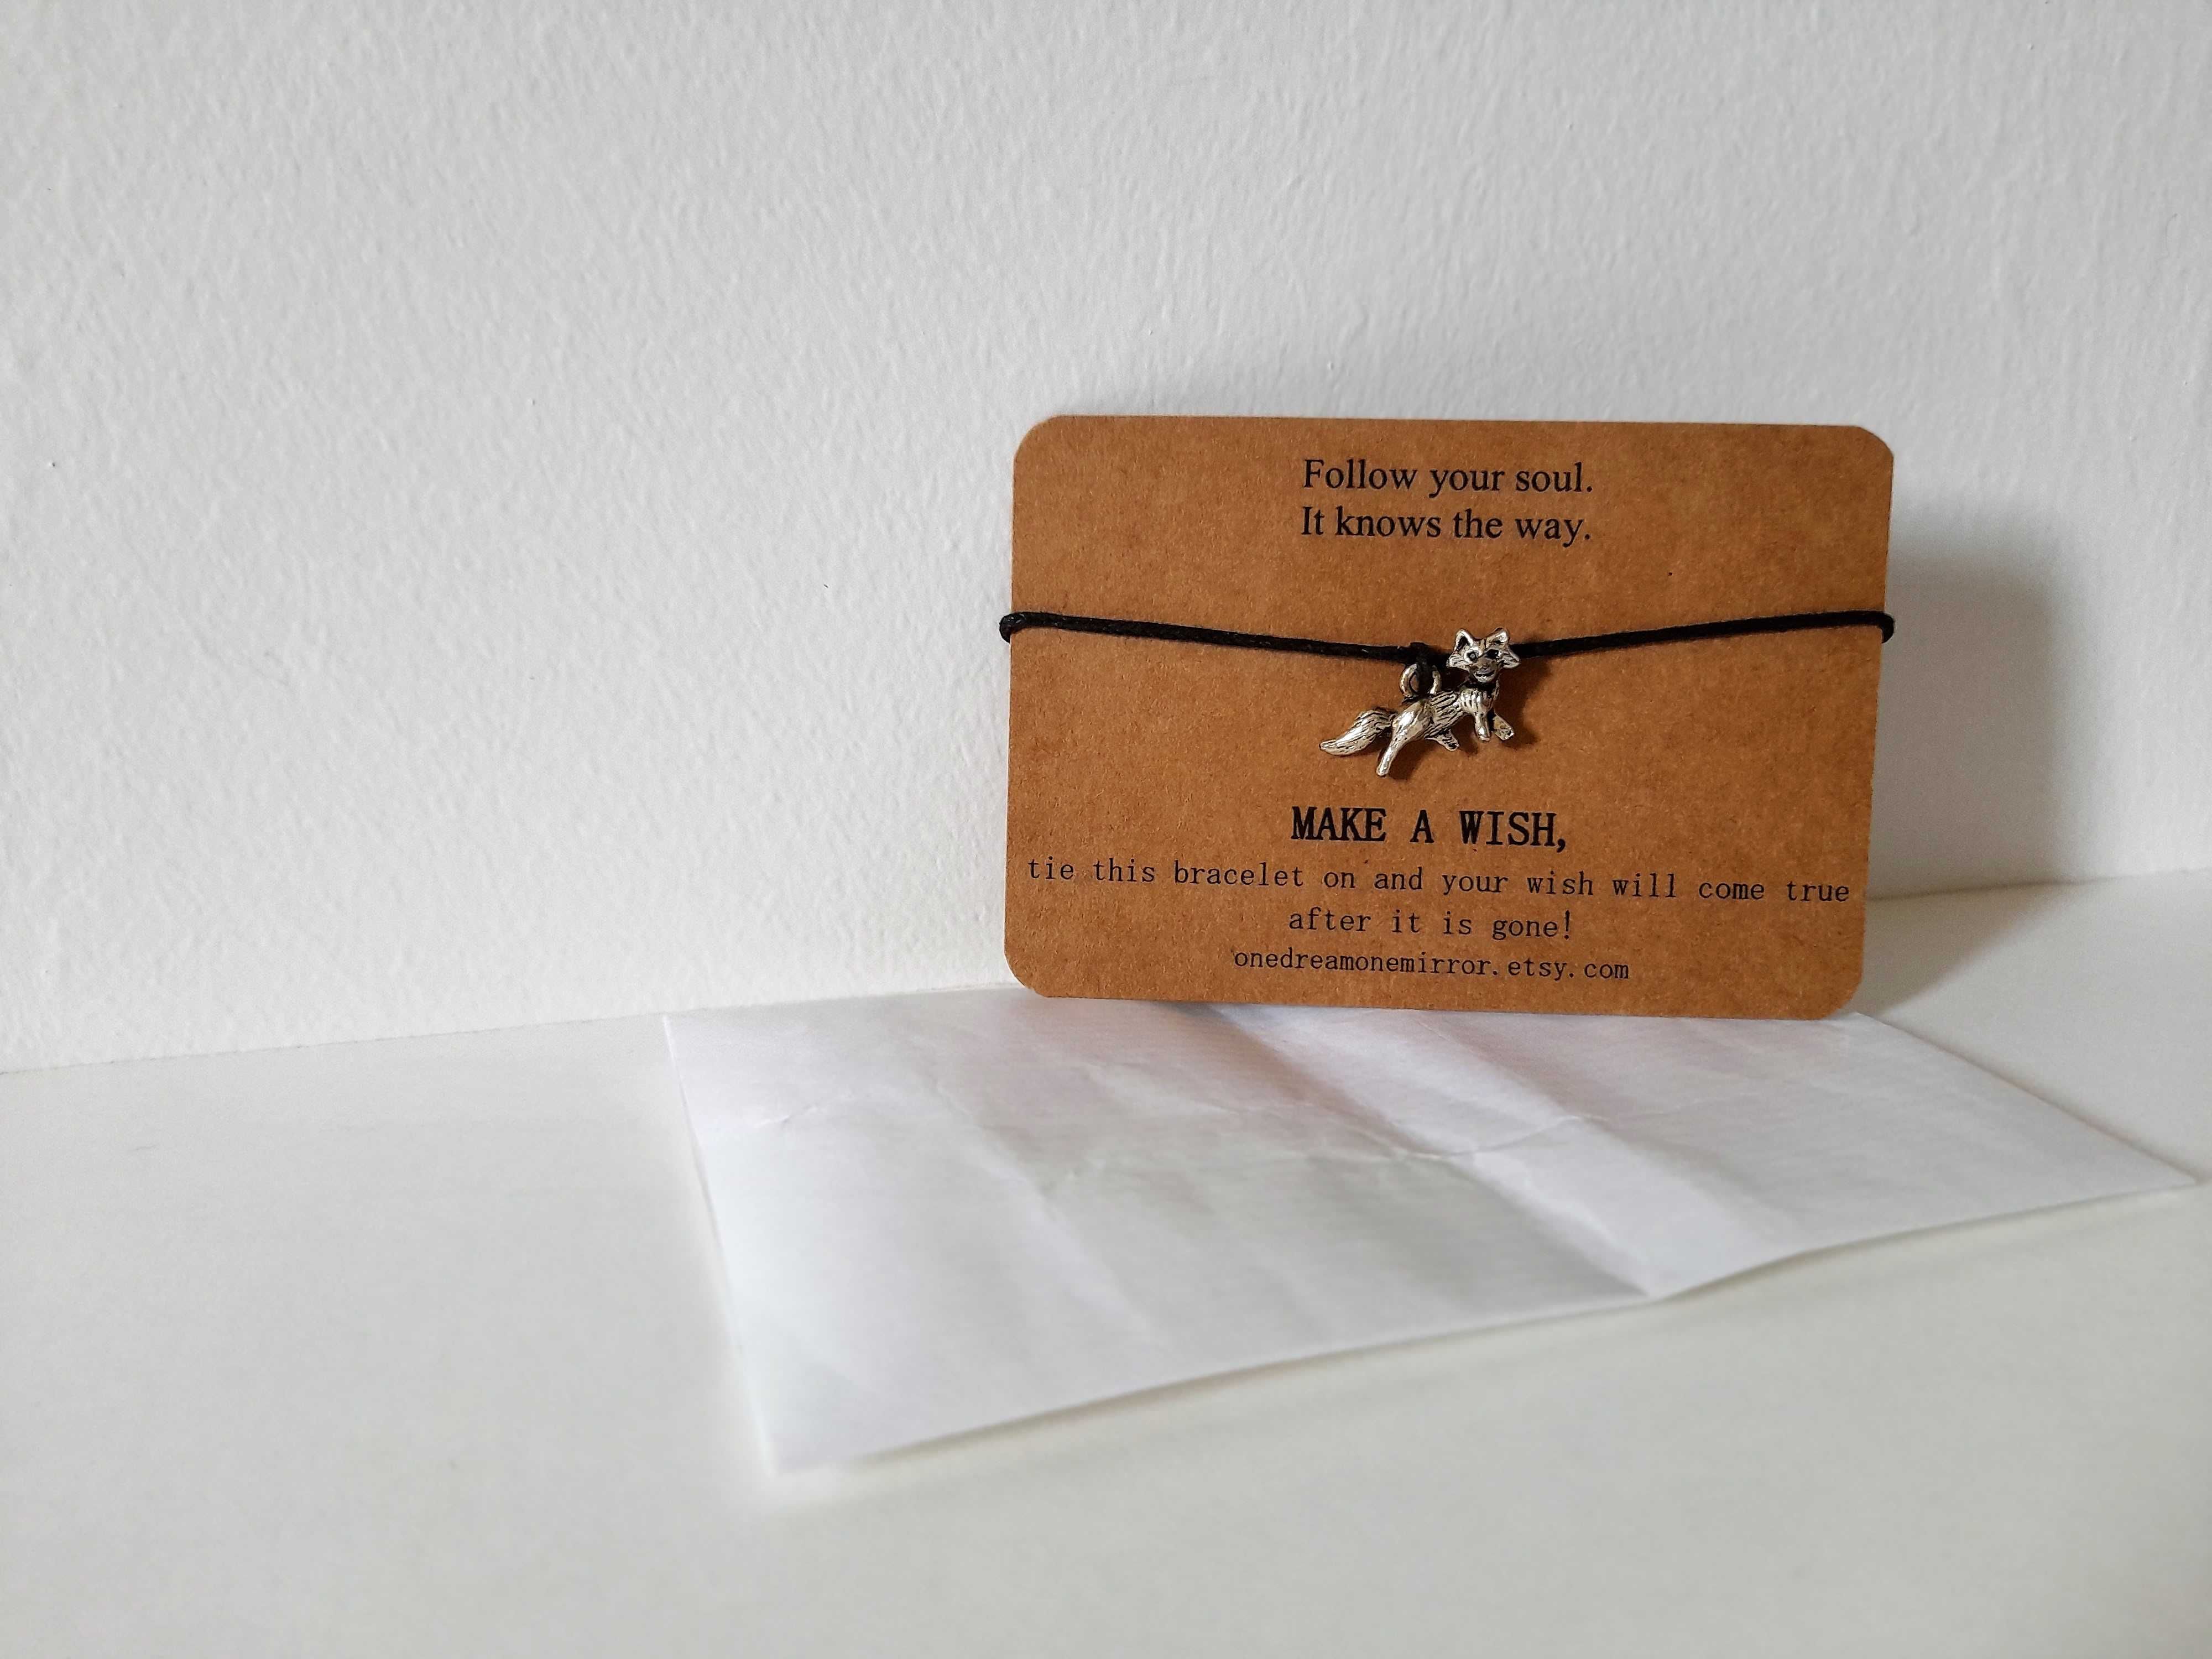 Follow your soul.
It knows the way.
MAKE A WISH,
tie this bracelet on and your wish will come true
after it is gone!
onedreamonemirror.etsy.com